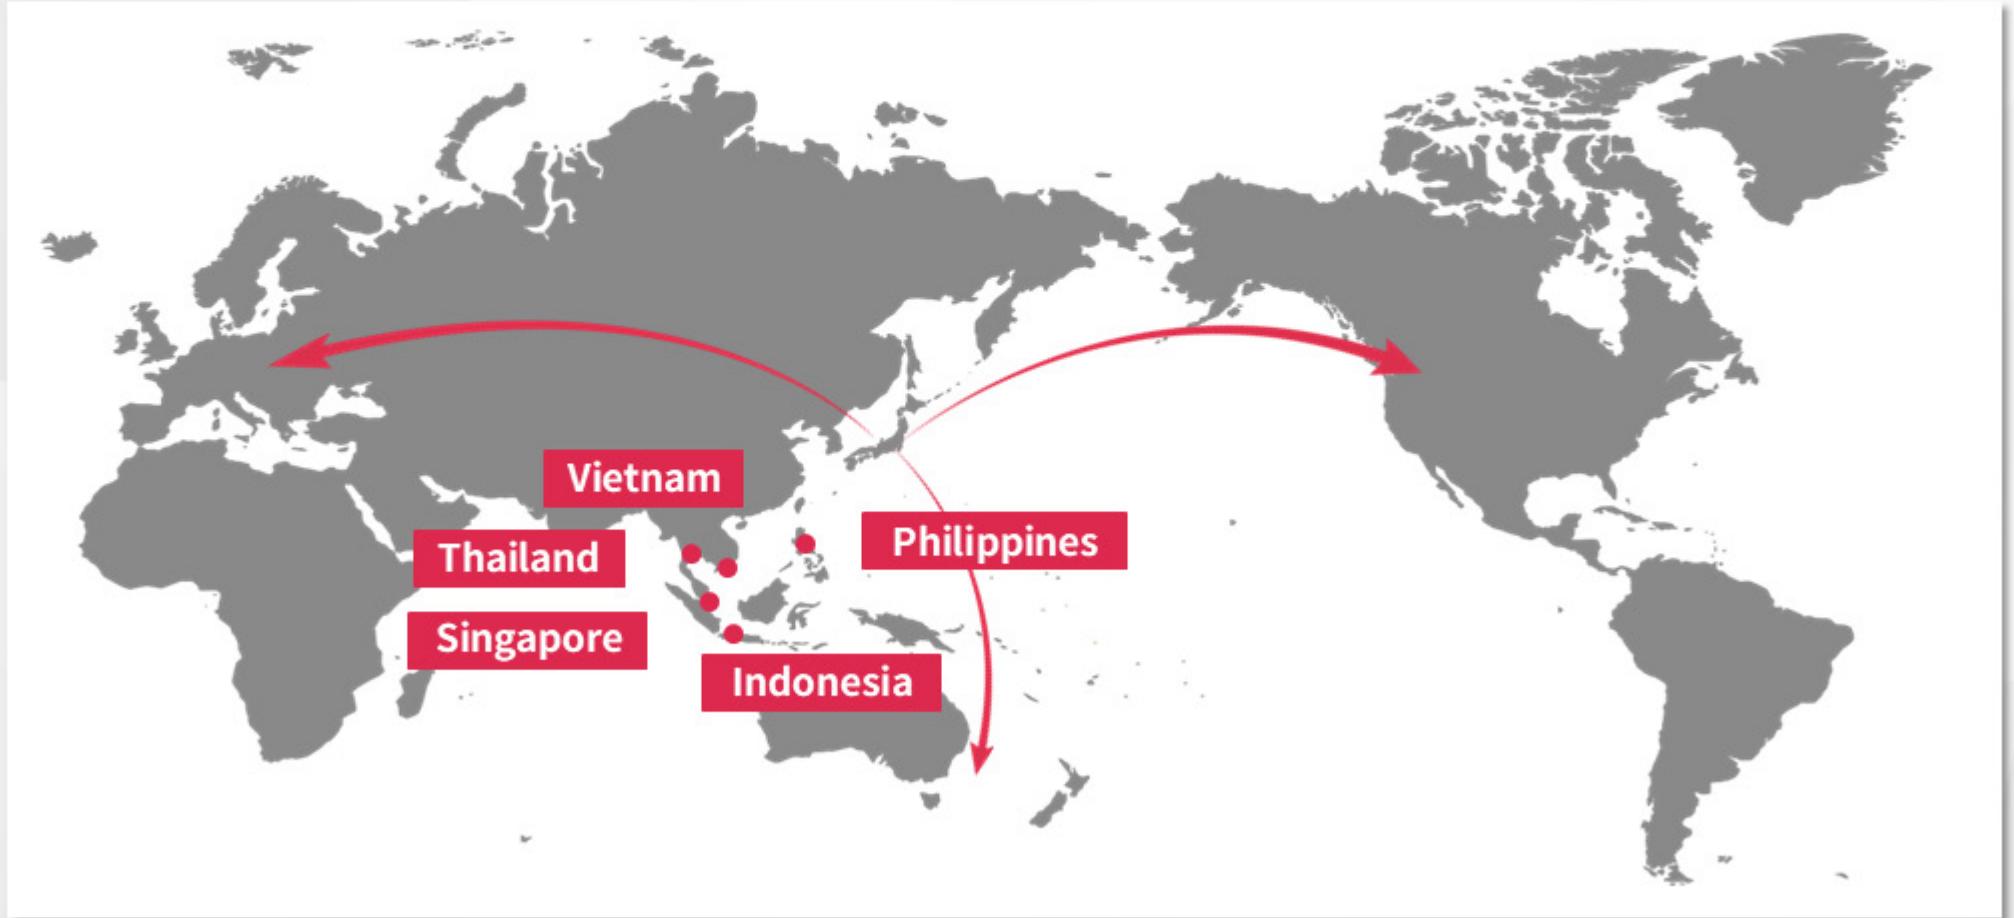 Vietnam
Philippines
Thailand
Singapore
Indonesia